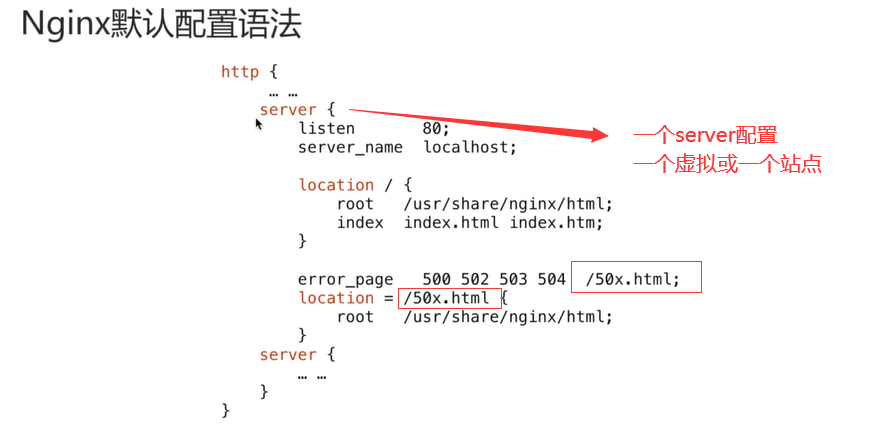 Nginx默认配置语法
http {
… …
server {
listen 80;
server_name localhost;
一个server配置
一个虚拟或一个站点
location / {
root /usr/share/nginx/html;
index index.html index.htm;
}
error_page 500 502 503 504 /50x.html;
location = /50x.html {
root /usr/share/nginx/html;
}
server {
… …
}
}